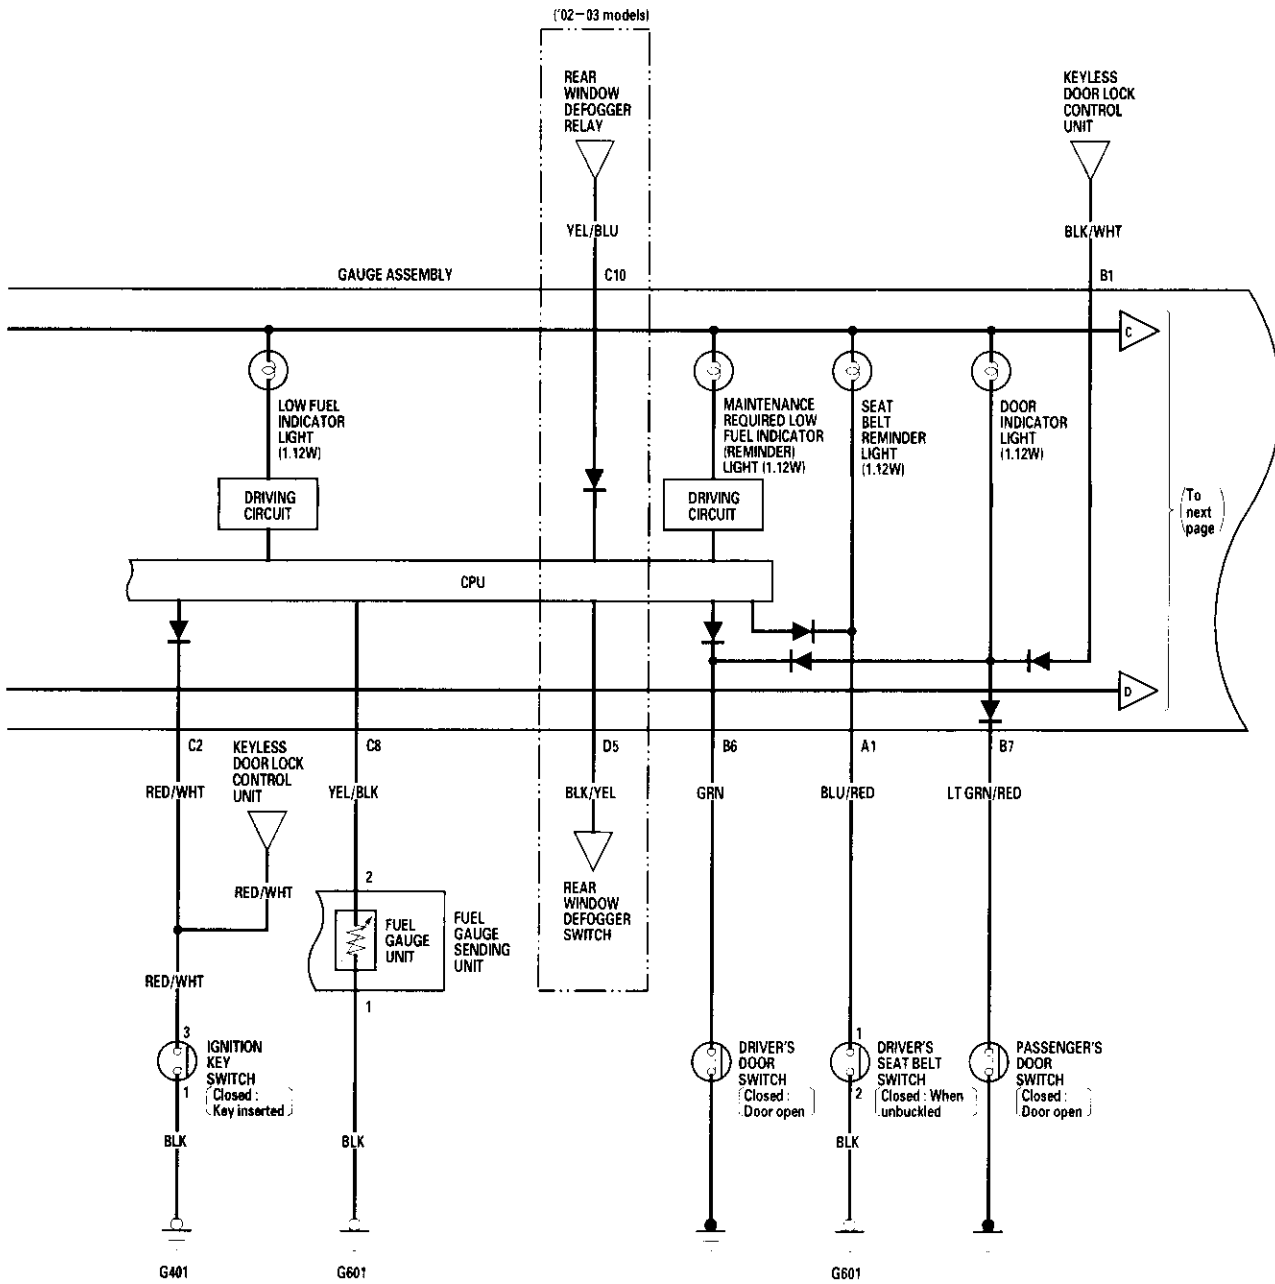 ('02-03 models)
REAR
WINDOW
DEFOGGER
RELAY
KEYLESS
DOOR LOCK
CONTROL
UNIT
YEL/BLU
BLK/WHT
GAUGE ASSEMBLY
C10
B1
C
LOW FUEL
INDICATOR
LIGHT
(1.12W)
MAINTENANCE
REQUIRED LOW
FUEL INDICATOR
(REMINDER)
LIGHT (1.12W)
SEAT
BELT
REMINDER
LIGHT
(1.12W)
DOOR
INDICATOR
LIGHT
(1.12W)
DRIVING
CIRCUIT
DRIVING
CIRCUIT
(To
next
page)
CPU
D
C2
C8
D5
B6
A1
B7
KEYLESS
DOOR LOCK
CONTROL
UNIT
RED/WHT
YEL/BLK
BLK/YEL
GRN
BLU/RED
LT GRN/RED
RED/WHT
2
FUEL
GAUGE
UNIT
FUEL
GAUGE
SENDING
UNIT
REAR
WINDOW
DEFOGGER
SWITCH
RED/WHT
1
3
IGNITION
KEY
SWITCH
(Closed :
Key inserted)
1
DRIVER'S
DOOR
SWITCH
(Closed :
Door open)
1
DRIVER'S
SEAT BELT
SWITCH
(Closed : When
unbuckled)
2
PASSENGER'S
DOOR
SWITCH
(Closed :
Door open)
BLK
BLK
BLK
G401
G601
G601